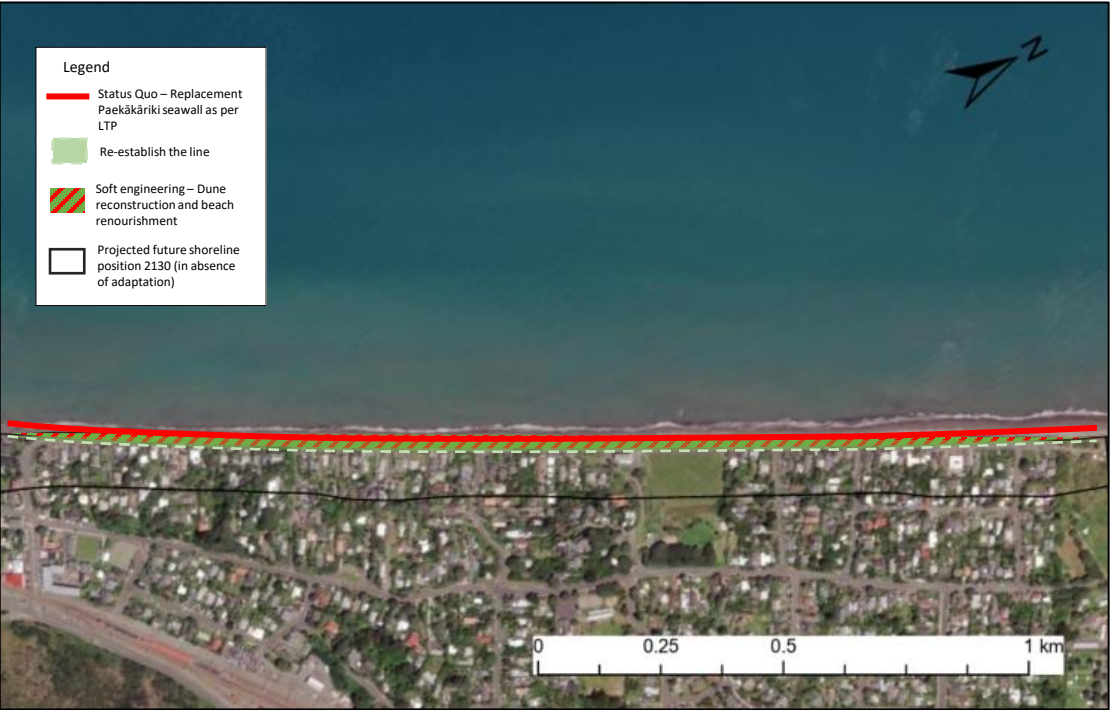 Legend
Status Quo – Replacement
Paekākāriki seawall as per
LTP
Re-establish the line
Soft engineering – Dune
reconstruction and beach
renourishment
Projected future shoreline
position 2130 (in absence
of adaptation)
N
0 0.25 0.5 1 km